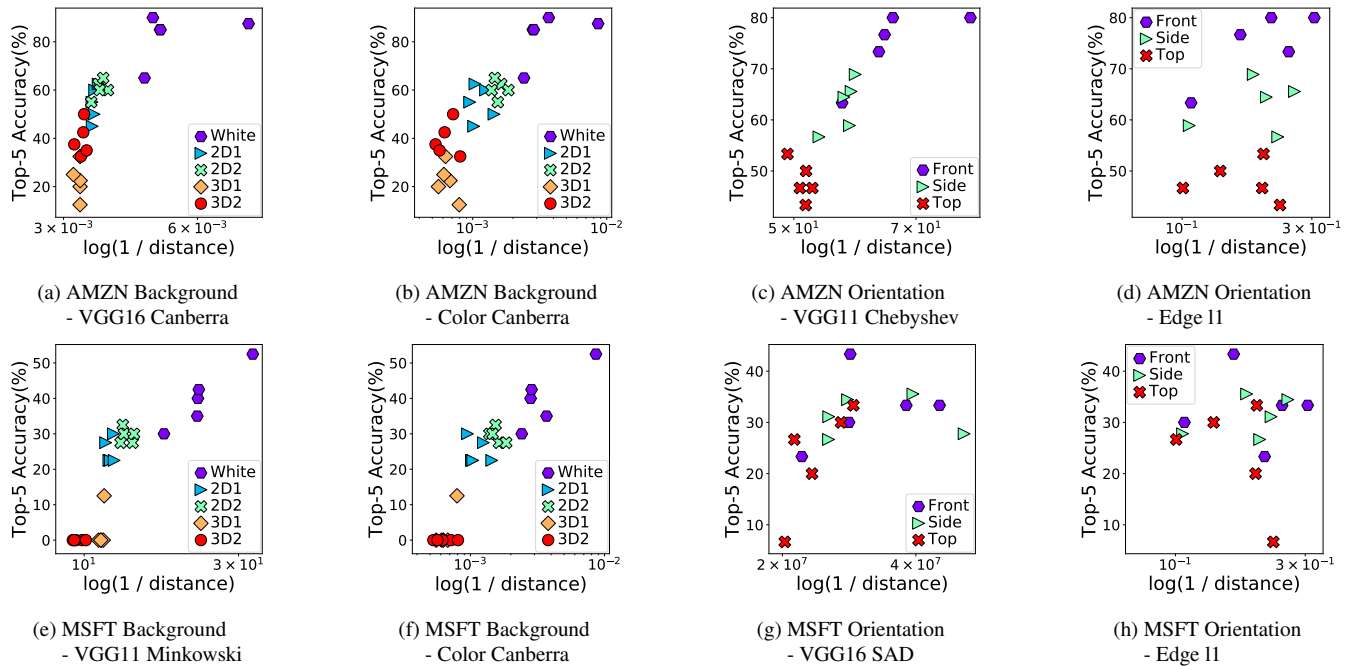 Top-5 Accuracy(%)
80
60
40
20
White
2D1
2D2
3D1
3D2
3 × 10⁻³
6 × 10⁻³
log(1 / distance)
(a) AMZN Background
- VGG16 Canberra
Top-5 Accuracy(%)
80
60
40
20
White
2D1
2D2
3D1
3D2
10⁻³
10⁻²
log(1 / distance)
(b) AMZN Background
- Color Canberra
Top-5 Accuracy(%)
80
70
60
50
Front
Side
Top
5 × 10¹
7 × 10¹
log(1 / distance)
(c) AMZN Orientation
- VGG11 Chebyshev
Top-5 Accuracy(%)
80
70
60
50
Front
Side
Top
10⁻¹
3 × 10⁻¹
log(1 / distance)
(d) AMZN Orientation
- Edge l1
Top-5 Accuracy(%)
50
40
30
20
10
0
White
2D1
2D2
3D1
3D2
10¹
3 × 10¹
log(1 / distance)
(e) MSFT Background
- VGG11 Minkowski
Top-5 Accuracy(%)
50
40
30
20
10
0
White
2D1
2D2
3D1
3D2
10⁻³
10⁻²
log(1 / distance)
(f) MSFT Background
- Color Canberra
Top-5 Accuracy(%)
40
30
20
10
Front
Side
Top
2 × 10⁷
4 × 10⁷
log(1 / distance)
(g) MSFT Orientation
- VGG16 SAD
Top-5 Accuracy(%)
40
30
20
10
Front
Side
Top
10⁻¹
3 × 10⁻¹
log(1 / distance)
(h) MSFT Orientation
- Edge l1